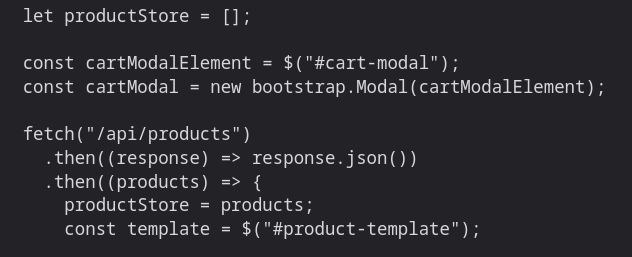 let productStore = [];

const cartModalElement = $("#cart-modal");
const cartModal = new bootstrap.Modal(cartModalElement);

fetch("/api/products")
  .then((response) => response.json())
  .then((products) => {
    productStore = products;
    const template = $("#product-template");